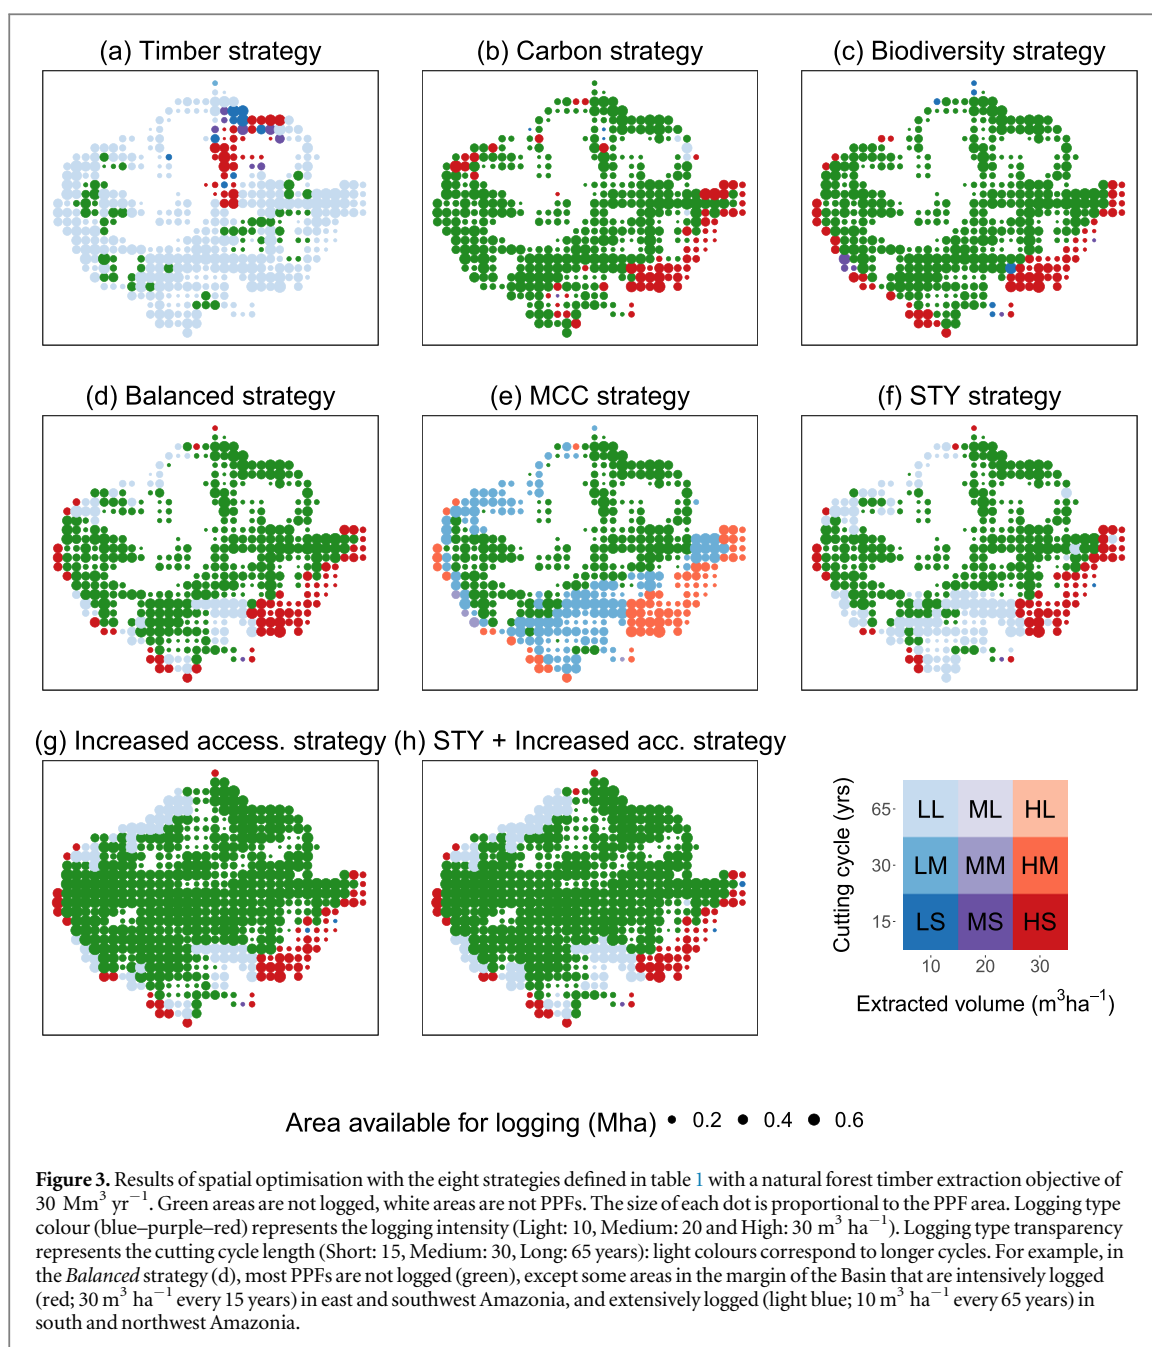 (a) Timber strategy
(b) Carbon strategy
(c) Biodiversity strategy
(d) Balanced strategy
(e) MCC strategy
(f) STY strategy
(g) Increased access. strategy
(h) STY + Increased acc. strategy
Cutting cycle (yrs)
65
LL ML HL
30
LM MM HM
15
LS MS HS
10 20 30
Extracted volume (m³ha⁻¹)
Area available for logging (Mha) 0.2 0.4 0.6
Figure 3. Results of spatial optimisation with the eight strategies defined in table 1 with a natural forest timber extraction objective of
30 Mm³ yr⁻¹. Green areas are not logged, white areas are not PPFs. The size of each dot is proportional to the PPF area. Logging type
colour (blue–purple–red) represents the logging intensity (Light: 10, Medium: 20 and High: 30 m³ ha⁻¹). Logging type transparency
represents the cutting cycle length (Short: 15, Medium: 30, Long: 65 years): light colours correspond to longer cycles. For example, in
the Balanced strategy (d), most PPFs are not logged (green), except some areas in the margin of the Basin that are intensively logged
(red; 30 m³ ha⁻¹ every 15 years) in east and southwest Amazonia, and extensively logged (light blue; 10 m³ ha⁻¹ every 65 years) in
south and northwest Amazonia.